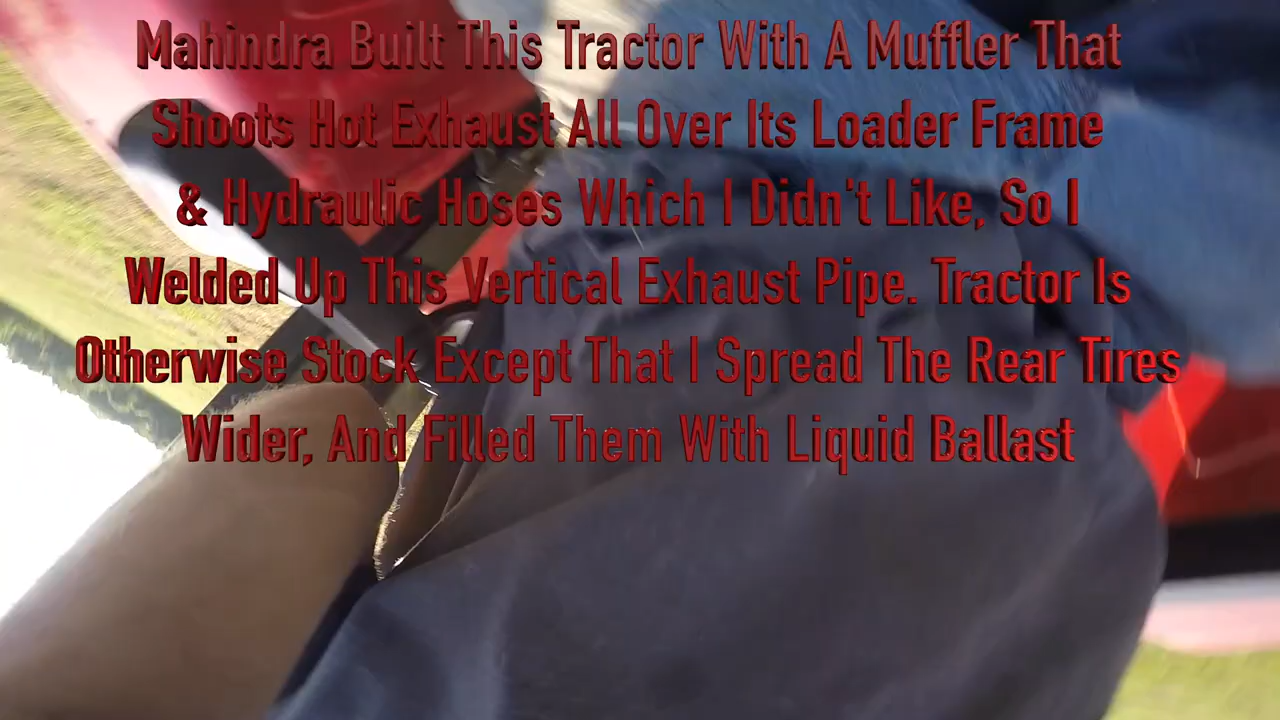 Mahindra Built This Tractor With A Muffler That
Shoots Hot Exhaust All Over Its Loader Frame
& Hydraulic Hoses Which I Didn't Like, So I
Welded Up This Vertical Exhaust Pipe. Tractor Is
Otherwise Stock Except That I Spread The Rear Tires
Wider, And Filled Them With Liquid Ballast